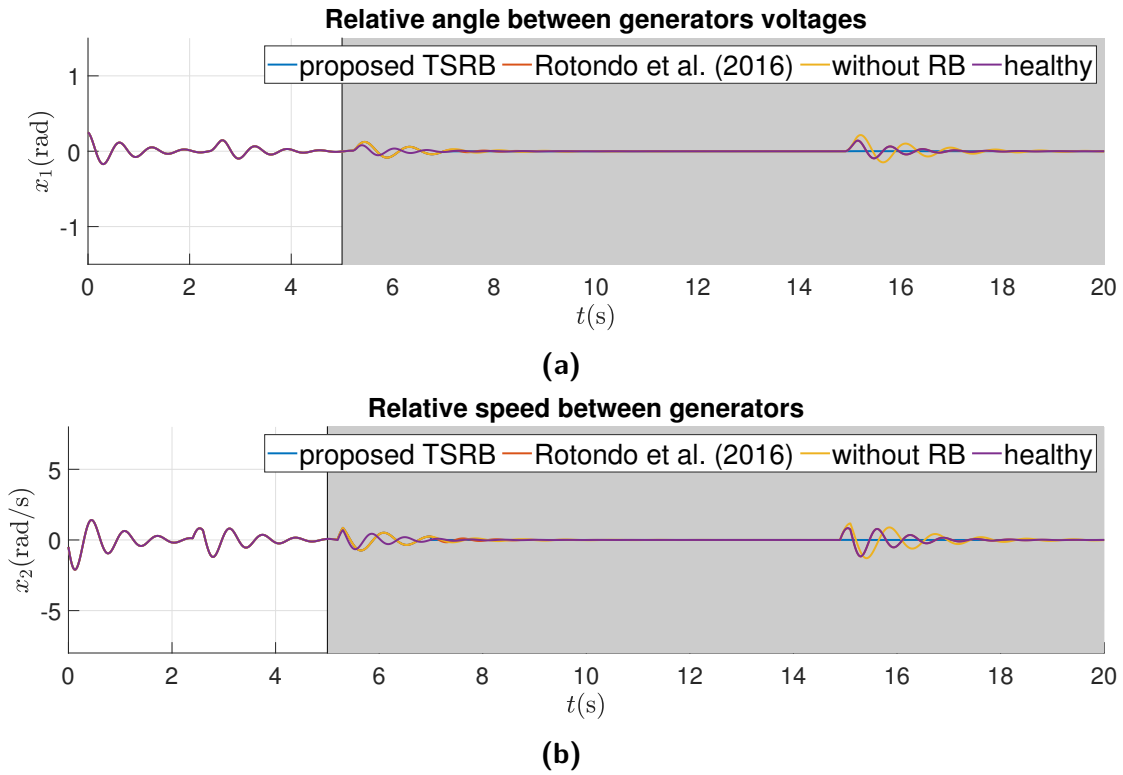 Relative angle between generators voltages
proposed TSRB Rotondo et al. (2016) without RB healthy
1
0
-1
x₁(rad)
0 2 4 6 8 10 12 14 16 18 20
t(s)
(a)
Relative speed between generators
proposed TSRB Rotondo et al. (2016) without RB healthy
5
0
-5
x₂(rad/s)
0 2 4 6 8 10 12 14 16 18 20
t(s)
(b)